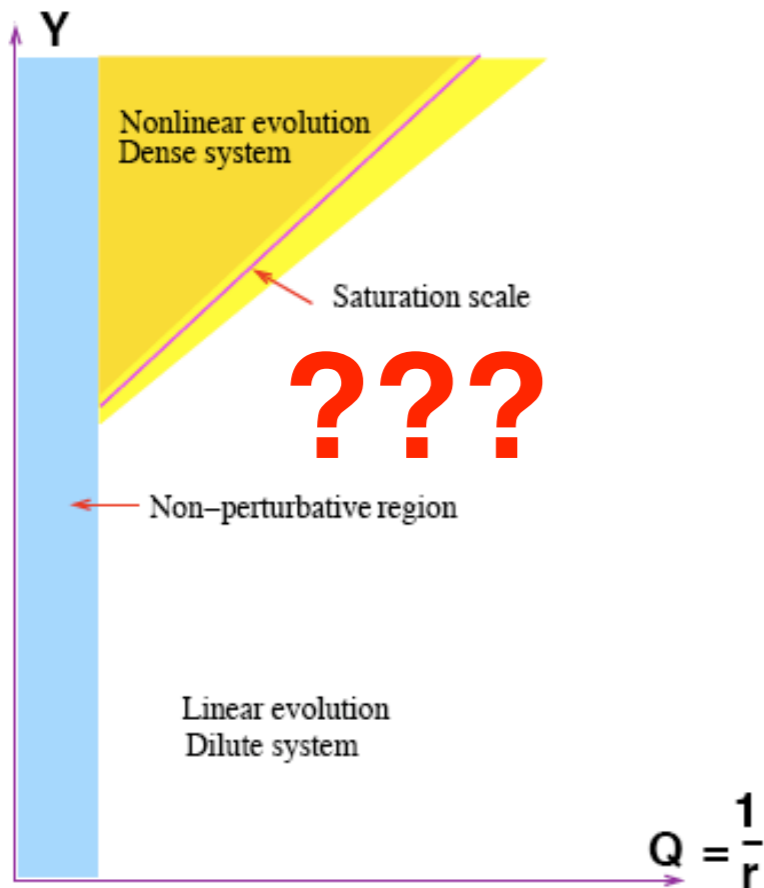 Y
Nonlinear evolution
Dense system
Saturation scale
???
Non–perturbative region
Linear evolution
Dilute system
Q = 1/r